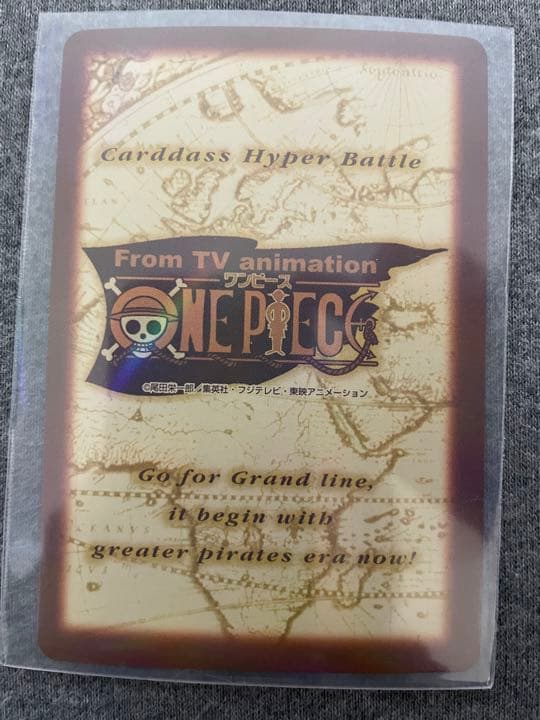 Septentrio
Carddass Hyper Battle
From TV animation
ワンピース
ONE PIECE
©尾田栄一郎／集英社・フジテレビ・東映アニメーション
Go for Grand line,
it begin with
greater pirates era now!